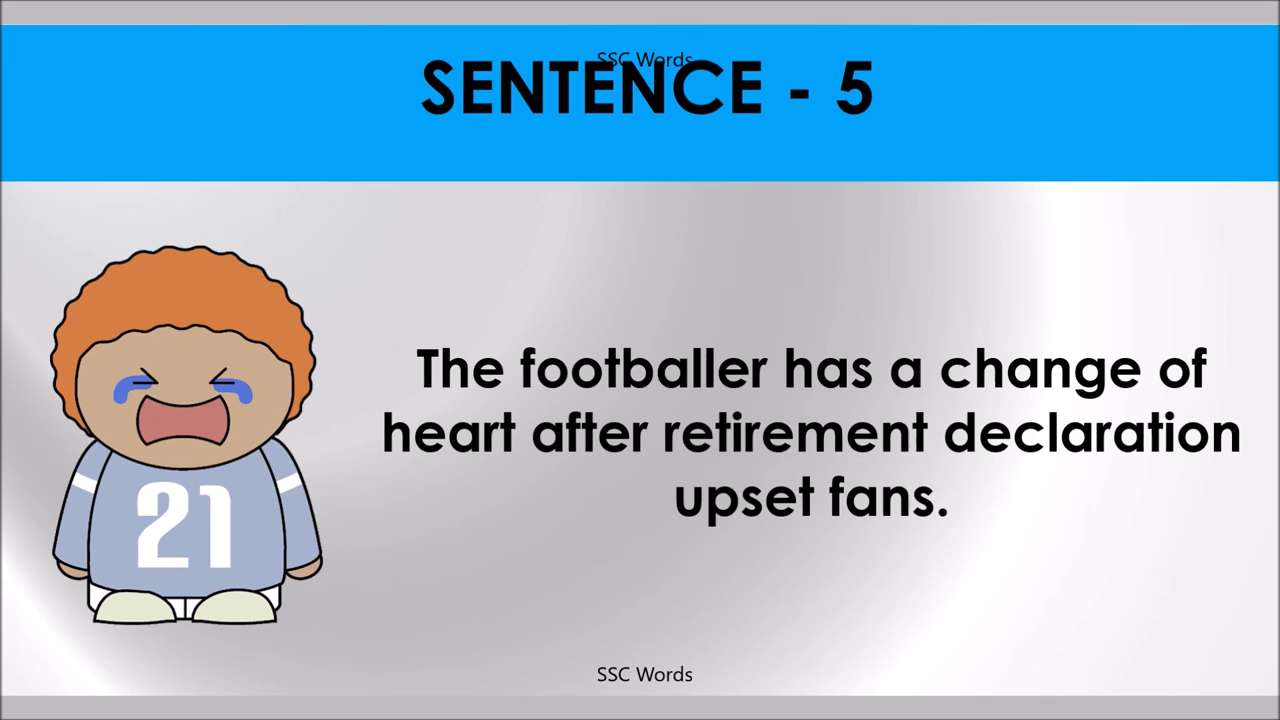 SSC Words
SENTENCE - 5
The footballer has a change of
heart after retirement declaration
upset fans.
21
SSC Words